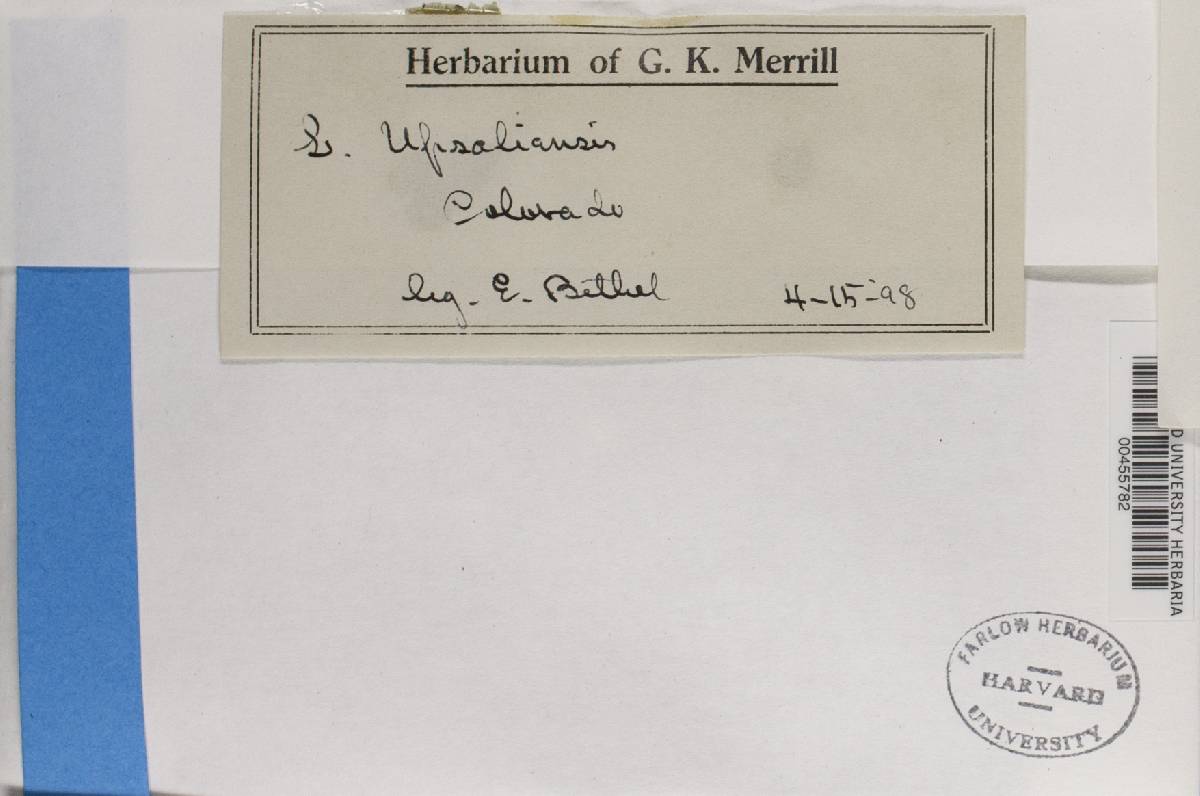 Herbarium of G. K. Merrill
L. Upsaliensis
Colorado
leg. E. Bethel 4-15-98
D UNIVERSITY HERBARIA
00455782
FARLOW HERBARIUM
HARVARD
UNIVERSITY